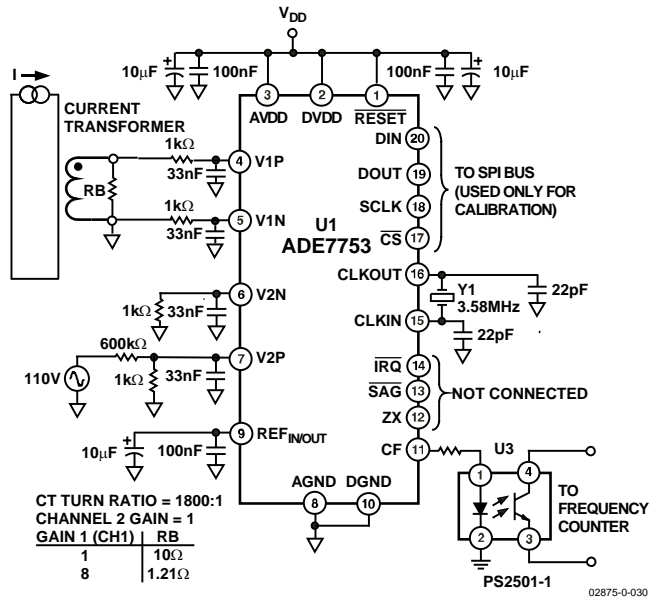 VDD
10μF
100nF
100nF
10μF
I
CURRENT
TRANSFORMER
3
2
1
AVDD
DVDD
RESET
DIN
20
DOUT
19
SCLK
18
CS
17
TO SPI BUS
(USED ONLY FOR
CALIBRATION)
1kΩ
33nF
4
V1P
RB
1kΩ
33nF
5
V1N
U1
ADE7753
CLKOUT
16
Y1
3.58MHz
22pF
CLKIN
15
22pF
6
V2N
1kΩ
33nF
600kΩ
110V
1kΩ
33nF
7
V2P
IRQ
14
SAG
13
ZX
12
NOT CONNECTED
CF
11
9
REFIN/OUT
10μF
100nF
AGND
DGND
8
10
U3
1
4
2
3
TO
FREQUENCY
COUNTER
PS2501-1
CT TURN RATIO = 1800:1
CHANNEL 2 GAIN = 1
GAIN 1 (CH1) RB
1 10Ω
8 1.21Ω
02875-0-030